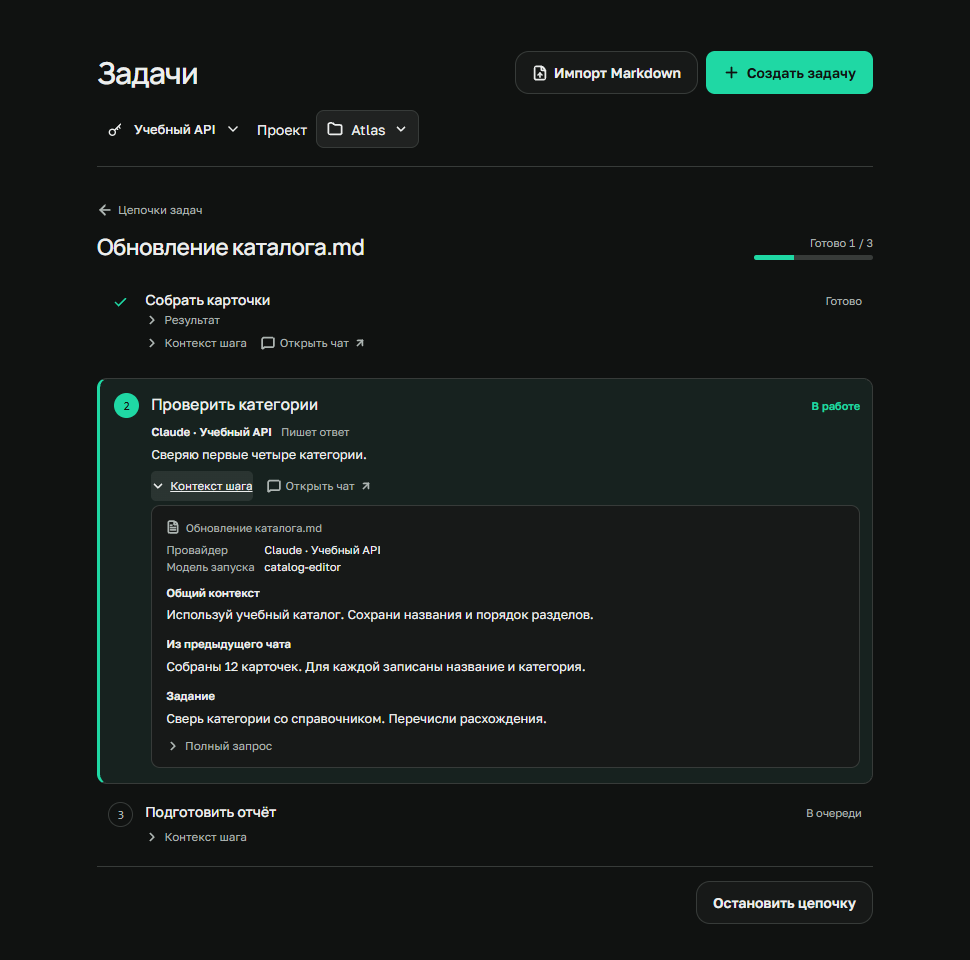 Задачи
Импорт Markdown
+ Создать задачу
Учебный API
Проект
Atlas
← Цепочки задач
Обновление каталога.md
Готово 1 / 3
Собрать карточки
Готово
Результат
Контекст шага
Открыть чат ↗
2
Проверить категории
В работе
Claude · Учебный API Пишет ответ
Сверяю первые четыре категории.
Контекст шага
Открыть чат ↗
Обновление каталога.md
Провайдер Claude · Учебный API
Модель запуска catalog-editor
Общий контекст
Используй учебный каталог. Сохрани названия и порядок разделов.
Из предыдущего чата
Собраны 12 карточек. Для каждой записаны название и категория.
Задание
Сверь категории со справочником. Перечисли расхождения.
Полный запрос
3
Подготовить отчёт
В очереди
Контекст шага
Остановить цепочку